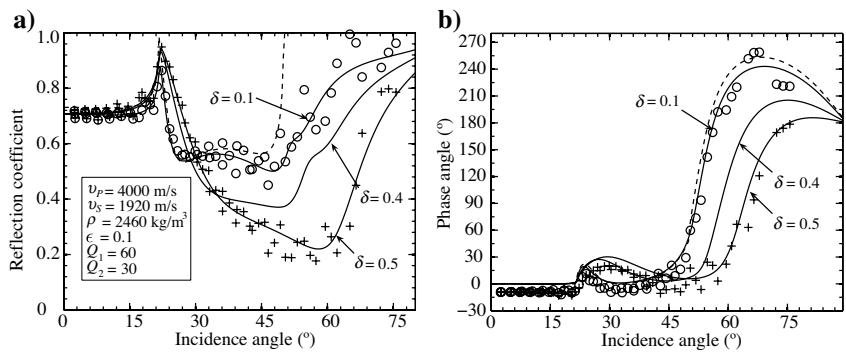 a)
1.0
0.8
0.6
0.4
0.2
0
Reflection coefficient
δ = 0.1
δ = 0.4
δ = 0.5
υP = 4000 m/s
υS = 1920 m/s
ρ = 2460 kg/m³
ϵ = 0.1
Q1 = 60
Q2 = 30
0 15 30 45 60 75
Incidence angle (º)
b)
270
240
210
180
150
120
90
60
30
0
−30
Phase angle (º)
δ = 0.1
δ = 0.4
δ = 0.5
0 15 30 45 60 75
Incidence angle (º)